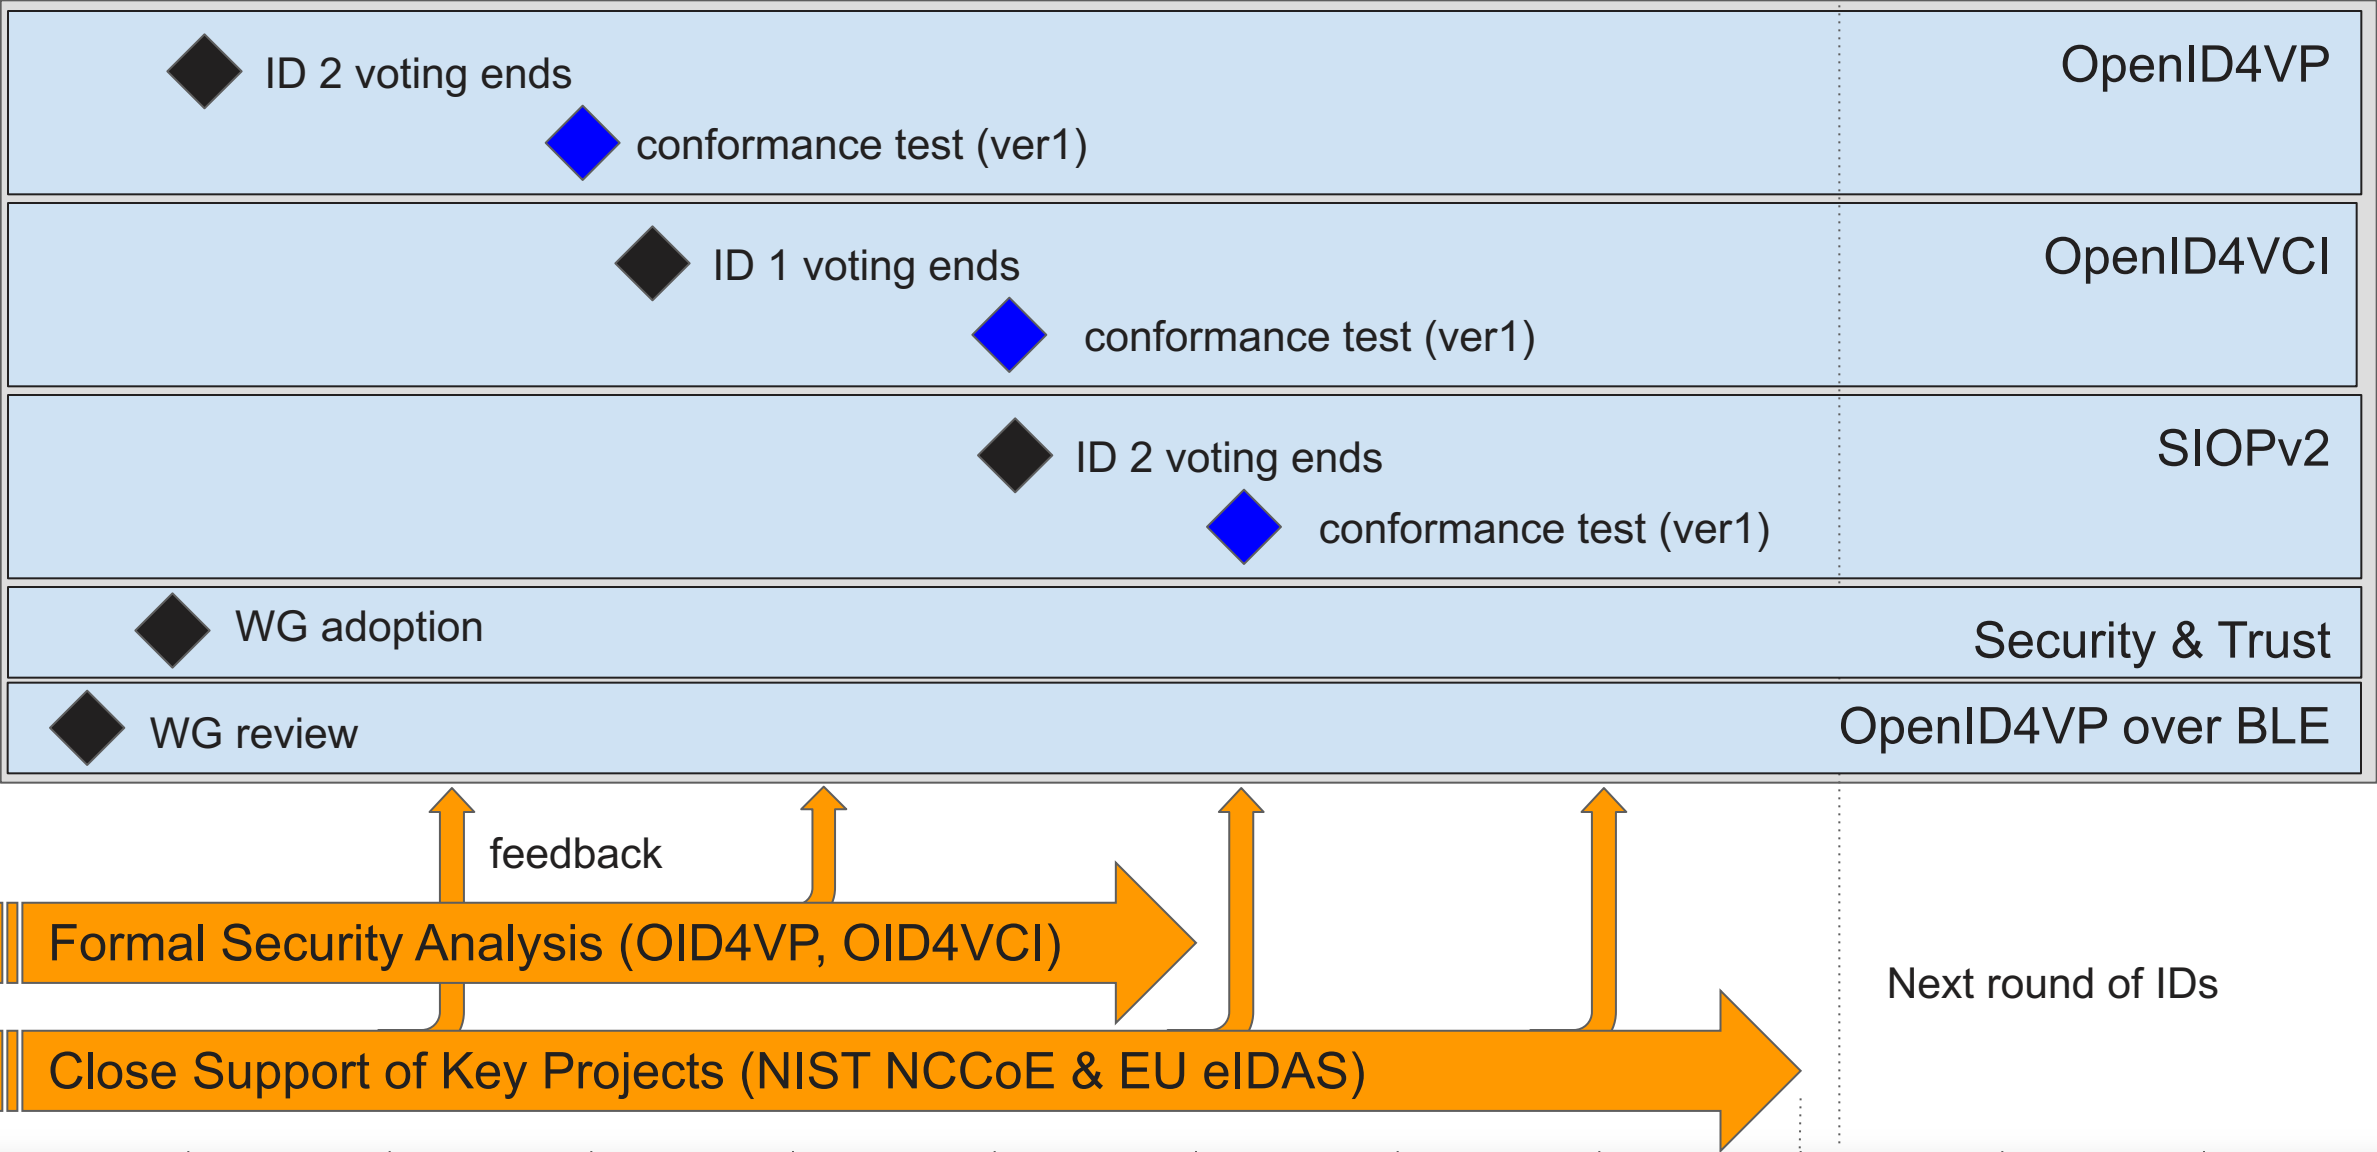 OpenID4VP
ID 2 voting ends
conformance test (ver1)
OpenID4VCI
ID 1 voting ends
conformance test (ver1)
SIOPv2
ID 2 voting ends
conformance test (ver1)
WG adoption
Security & Trust
WG review
OpenID4VP over BLE
feedback
Formal Security Analysis (OID4VP, OID4VCI)
Next round of IDs
Close Support of Key Projects (NIST NCCoE & EU eIDAS)